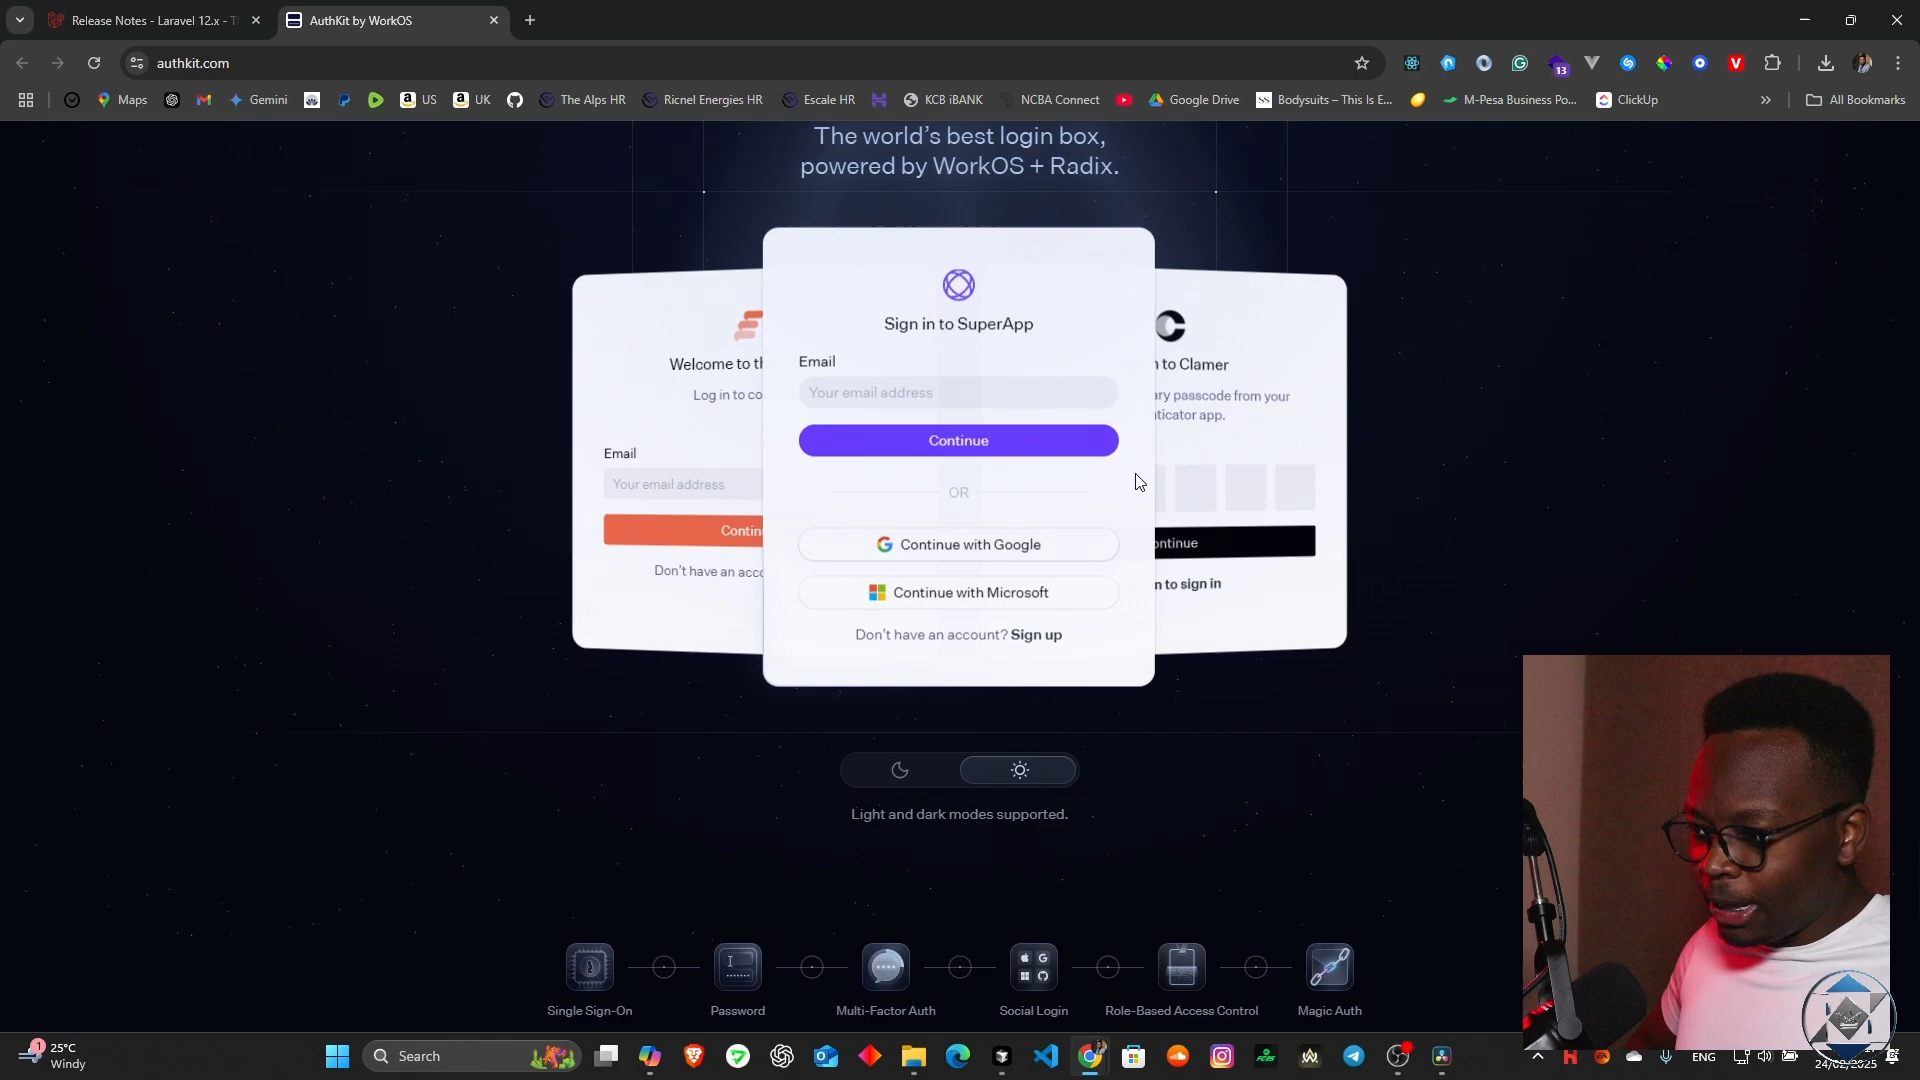 Release Notes - Laravel 12.x - T
AuthKit by WorkOS
authkit.com
13
Maps
Gemini
US
UK
The Alps HR
Ricnel Energies HR
Escale HR
KCB iBANK
NCBA Connect
Google Drive
Bodysuits – This Is E...
M-Pesa Business Po...
ClickUp
All Bookmarks
The world's best login box,
powered by WorkOS + Radix.
Sign in to SuperApp
Email
Your email address
Continue
OR
Continue with Google
Continue with Microsoft
Don't have an account? Sign up
Welcome to th
Log in to co
Email
Your email address
Contin
Don't have an acco
n to Clamer
ary passcode from your
ticator app.
ontinue
n to sign in
Light and dark modes supported.
Single Sign-On
Password
Multi-Factor Auth
Social Login
Role-Based Access Control
Magic Auth
1
25°C
Windy
Search
ENG
24/02/2025